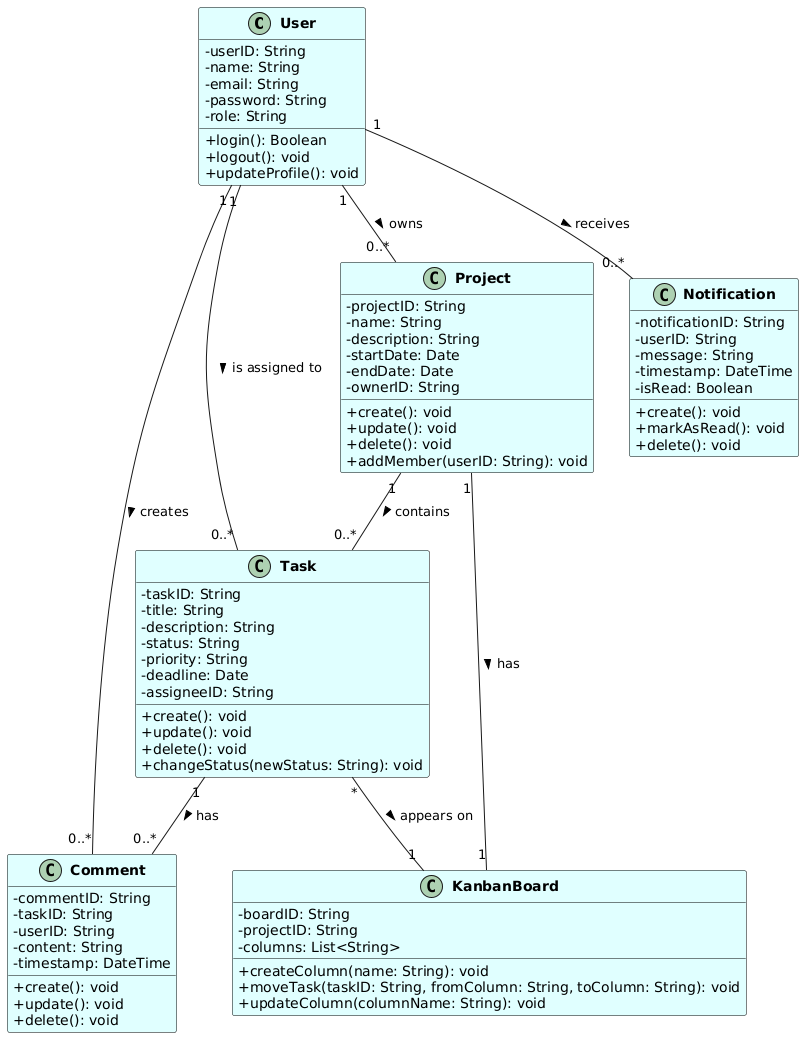 C User
-userID: String
-name: String
-email: String
-password: String
-role: String
+login(): Boolean
+logout(): void
+updateProfile(): void
1
1
1
1
owns
0..*
receives
0..*
C Project
-projectID: String
-name: String
-description: String
-startDate: Date
-endDate: Date
-ownerID: String
+create(): void
+update(): void
+delete(): void
+addMember(userID: String): void
C Notification
-notificationID: String
-userID: String
-message: String
-timestamp: DateTime
-isRead: Boolean
+create(): void
+markAsRead(): void
+delete(): void
is assigned to
1
1
creates
contains
0..*
0..*
C Task
-taskID: String
-title: String
-description: String
-status: String
-priority: String
-deadline: Date
-assigneeID: String
+create(): void
+update(): void
+delete(): void
+changeStatus(newStatus: String): void
has
1
*
has
appears on
0..*
0..*
1
1
C Comment
-commentID: String
-taskID: String
-userID: String
-content: String
-timestamp: DateTime
+create(): void
+update(): void
+delete(): void
C KanbanBoard
-boardID: String
-projectID: String
-columns: List<String>
+createColumn(name: String): void
+moveTask(taskID: String, fromColumn: String, toColumn: String): void
+updateColumn(columnName: String): void